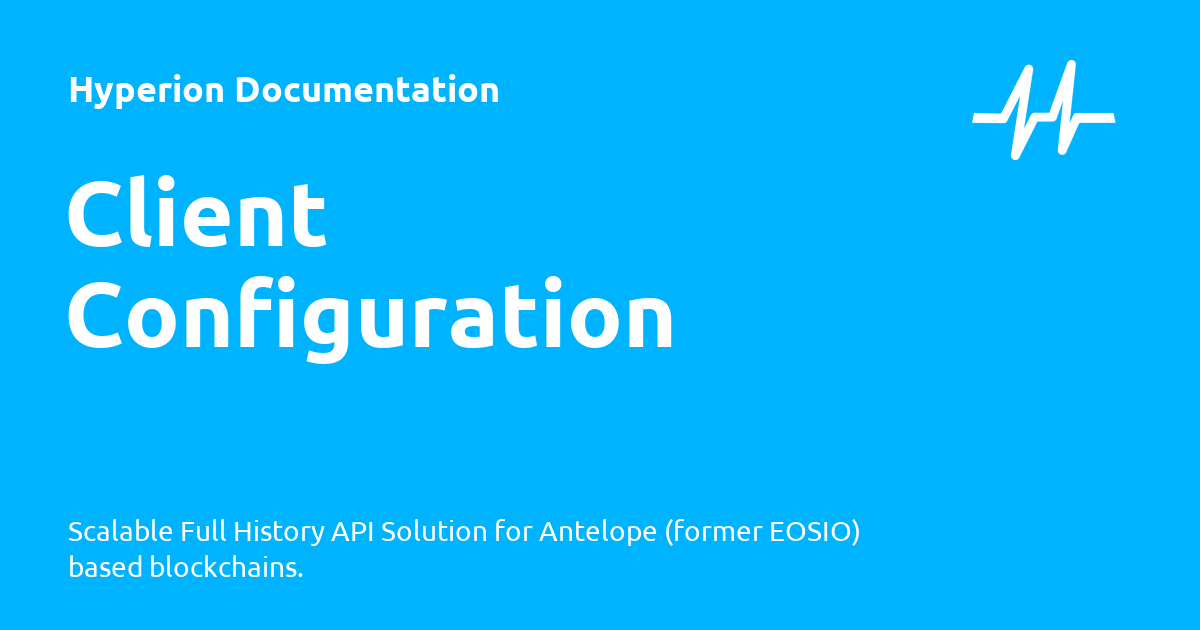 Hyperion Documentation
Client
Configuration
Scalable Full History API Solution for Antelope (former EOSIO)
based blockchains.